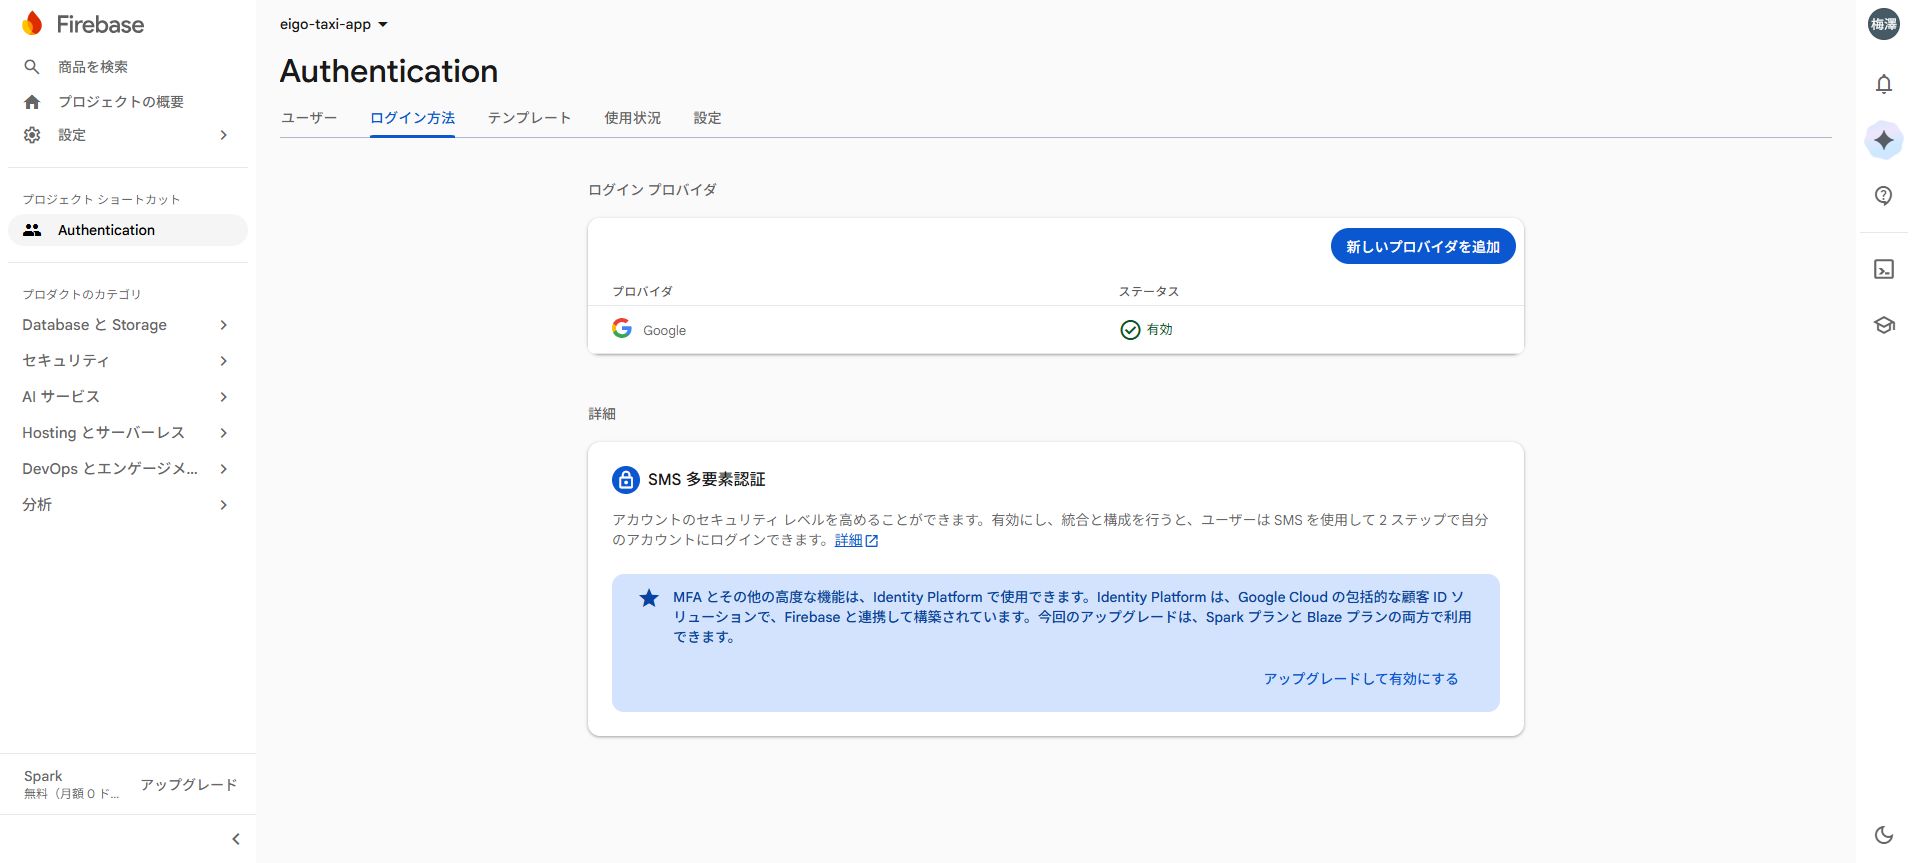 Firebase
商品を検索
プロジェクトの概要
設定
プロジェクト ショートカット
Authentication
プロダクトのカテゴリ
Database と Storage
セキュリティ
AI サービス
Hosting とサーバーレス
DevOps とエンゲージメ...
分析
Spark
無料（月額 0 ド...
アップグレード
eigo-taxi-app
Authentication
ユーザー
ログイン方法
テンプレート
使用状況
設定
ログイン プロバイダ
新しいプロバイダを追加
プロバイダ
ステータス
Google
有効
詳細
SMS 多要素認証
アカウントのセキュリティ レベルを高めることができます。有効にし、統合と構成を行うと、ユーザーは SMS を使用して 2 ステップで自分
のアカウントにログインできます。詳細
MFA とその他の高度な機能は、Identity Platform で使用できます。Identity Platform は、Google Cloud の包括的な顧客 ID ソ
リューションで、Firebase と連携して構築されています。今回のアップグレードは、Spark プランと Blaze プランの両方で利用
できます。
アップグレードして有効にする
梅澤